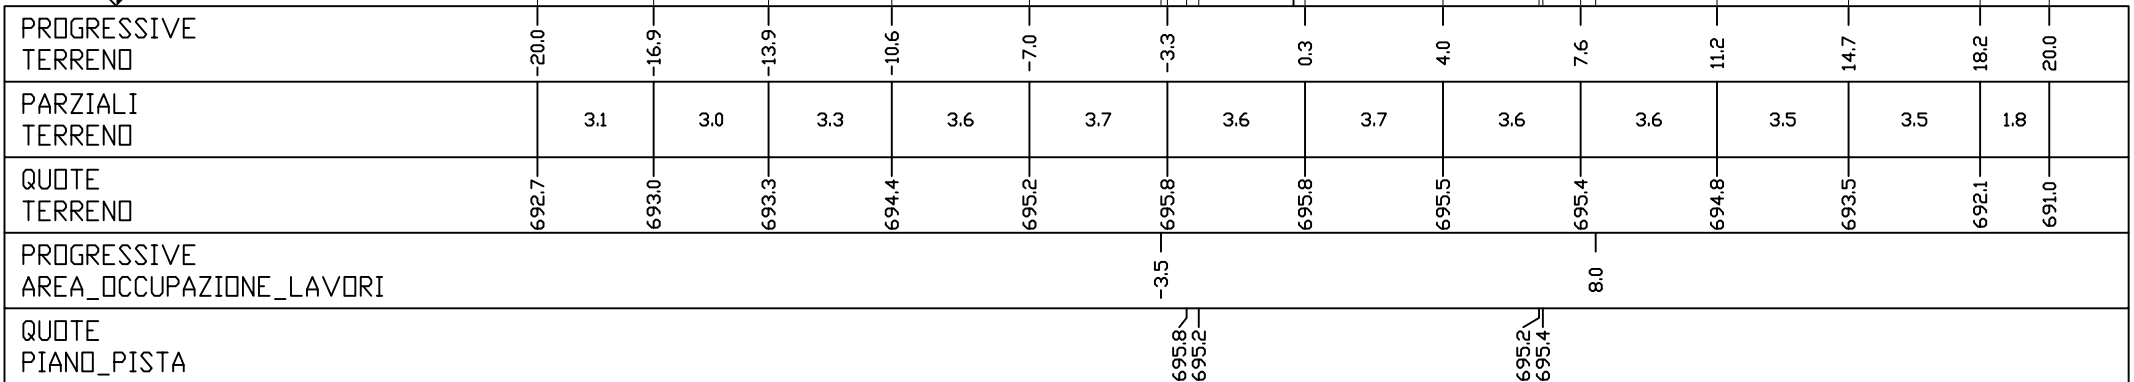 PROGRESSIVE
TERRENO
-20.0 -16.9 -13.9 -10.6 -7.0 -3.3 0.3 4.0 7.6 11.2 14.7 18.2 20.0
PARZIALI
TERRENO
3.1 3.0 3.3 3.6 3.7 3.6 3.7 3.6 3.6 3.5 3.5 1.8
QUOTE
TERRENO
692.7 693.0 693.3 694.4 695.2 695.8 695.8 695.5 695.4 694.8 693.5 692.1 691.0
PROGRESSIVE
AREA_OCCUPAZIONE_LAVORI
-3.5 8.0
QUOTE
PIANO_PISTA
695.8 695.2 695.2 695.4